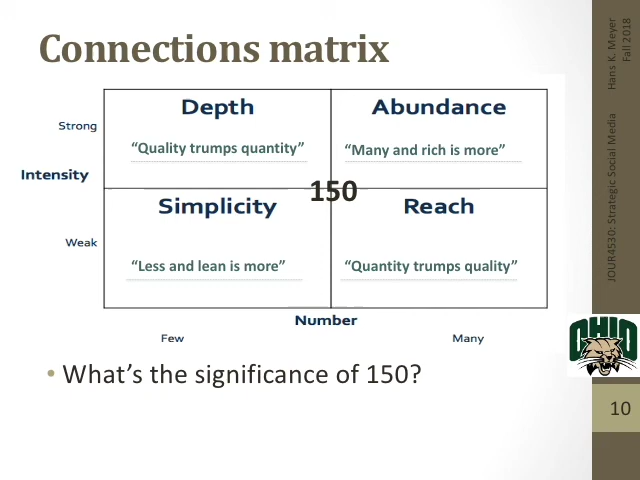 Connections matrix
Depth
Abundance
Strong
“Quality trumps quantity”
“Many and rich is more”
Intensity
150
Simplicity
Reach
Weak
“Less and lean is more”
“Quantity trumps quality”
Number
Few
Many
• What’s the significance of 150?
JOUR4530: Strategic Social Media
Hans K. Meyer
Fall 2018
OHIO
10